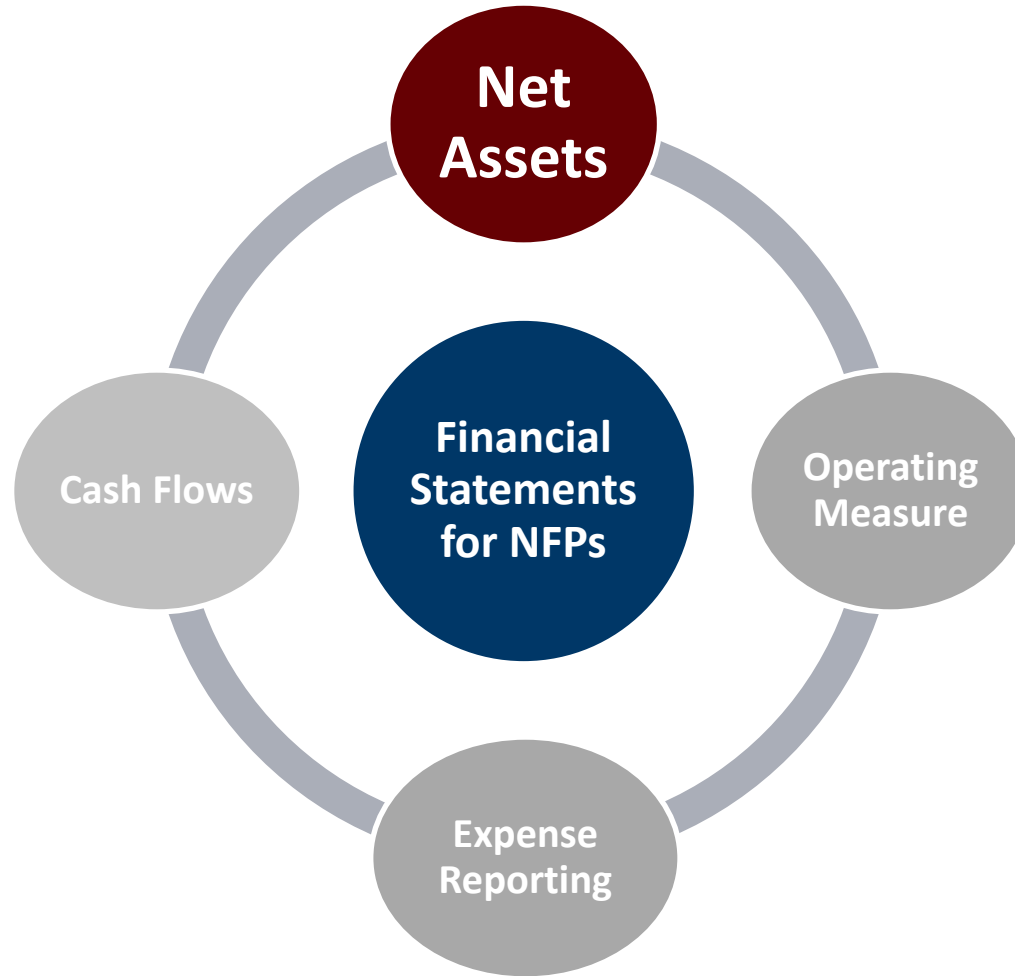 Net
Assets
Financial
Statements
for NFPs
Cash Flows
Operating
Measure
Expense
Reporting